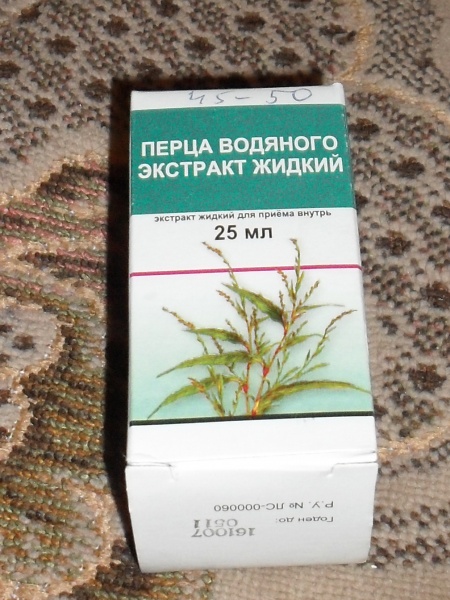 45-50
ПЕРЦА ВОДЯНОГО
ЭКСТРАКТ ЖИДКИЙ
экстракт жидкий для приёма внутрь
25 мл
Р.У. № ЛС-000060
Годен до:
161007
0511